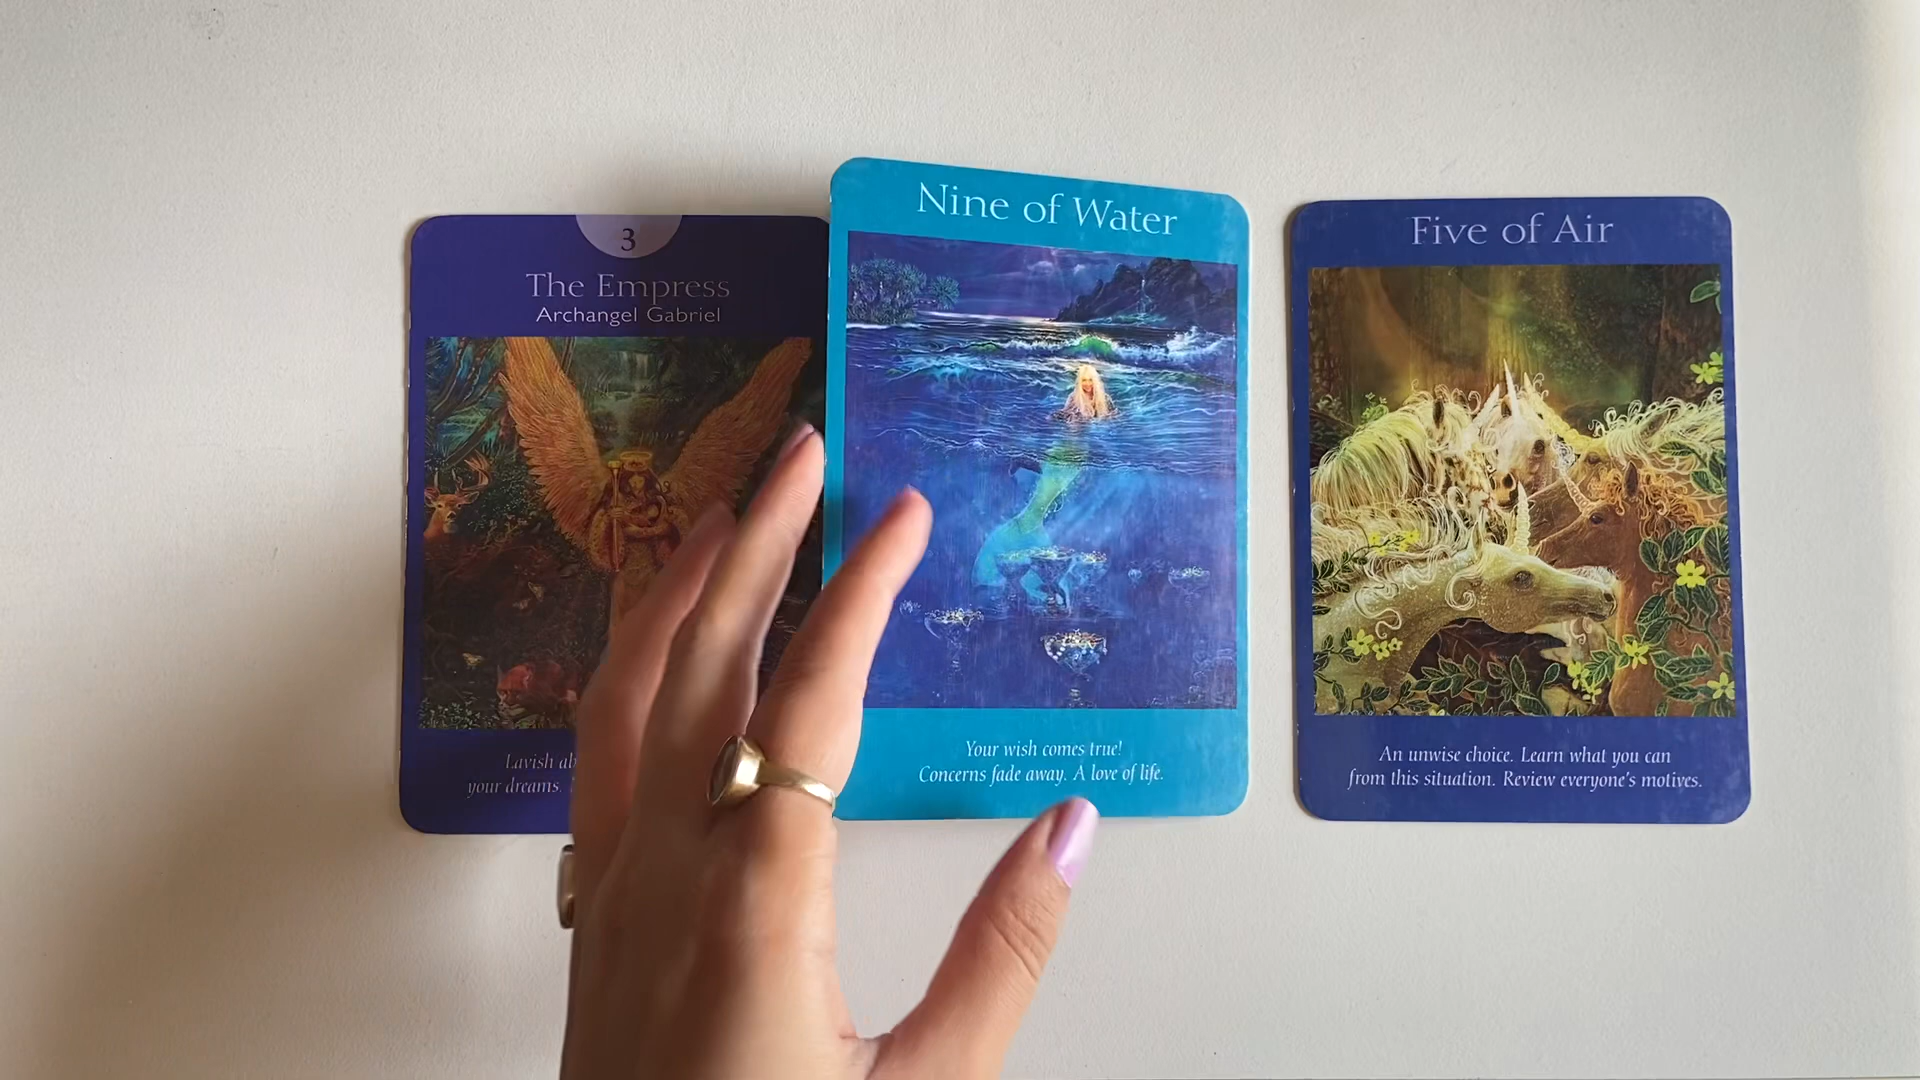 3
The Empress
Archangel Gabriel
Lavish
your dreams.
Nine of Water
Your wish comes true!
Concerns fade away. A love of life.
Five of Air
An unwise choice. Learn what you can
from this situation. Review everyone's motives.